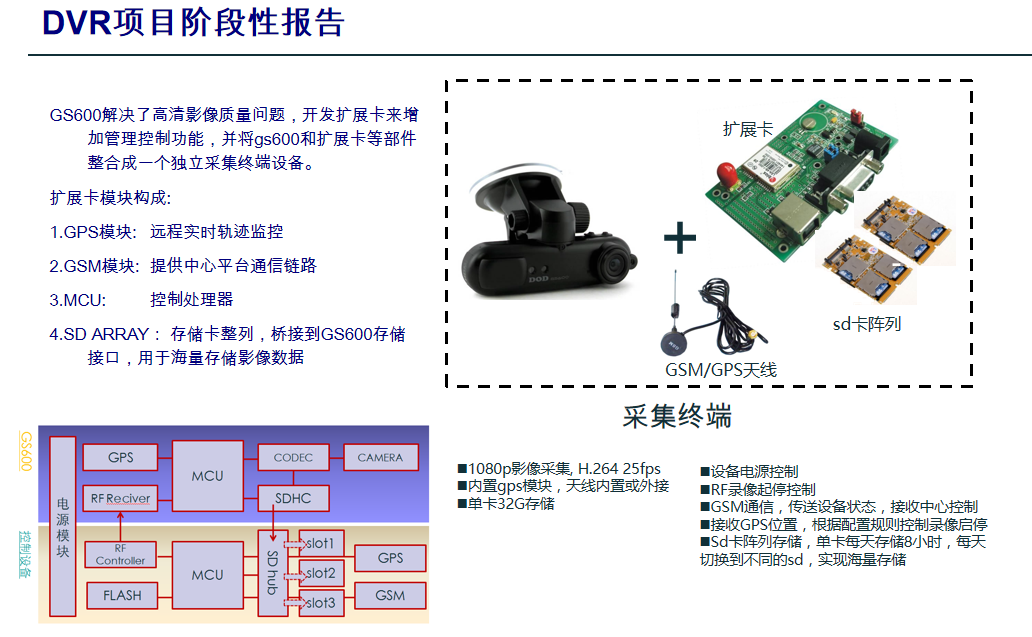 DVR项目阶段性报告
GS600解决了高清影像质量问题，开发扩展卡来增
加管理控制功能，并将gs600和扩展卡等部件
整合成一个独立采集终端设备。
扩展卡模块构成:
1.GPS模块: 远程实时轨迹监控
2.GSM模块: 提供中心平台通信链路
3.MCU: 控制处理器
4.SD ARRAY： 存储卡整列，桥接到GS600存储
接口，用于海量存储影像数据
扩展卡
+
DOD
sd卡阵列
GSM/GPS天线
采集终端
■1080p影像采集, H.264 25fps
■内置gps模块，天线内置或外接
■单卡32G存储
■设备电源控制
■RF录像起停控制
■GSM通信，传送设备状态，接收中心控制
■接收GPS位置，根据配置规则控制录像启停
■Sd卡阵列存储，单卡每天存储8小时，每天
切换到不同的sd，实现海量存储
GS600
控制设备
电源模块
GPS
MCU
CODEC
CAMERA
RF Reciver
SDHC
RF
Controller
MCU
SD hub
slot1
slot2
slot3
GPS
FLASH
GSM